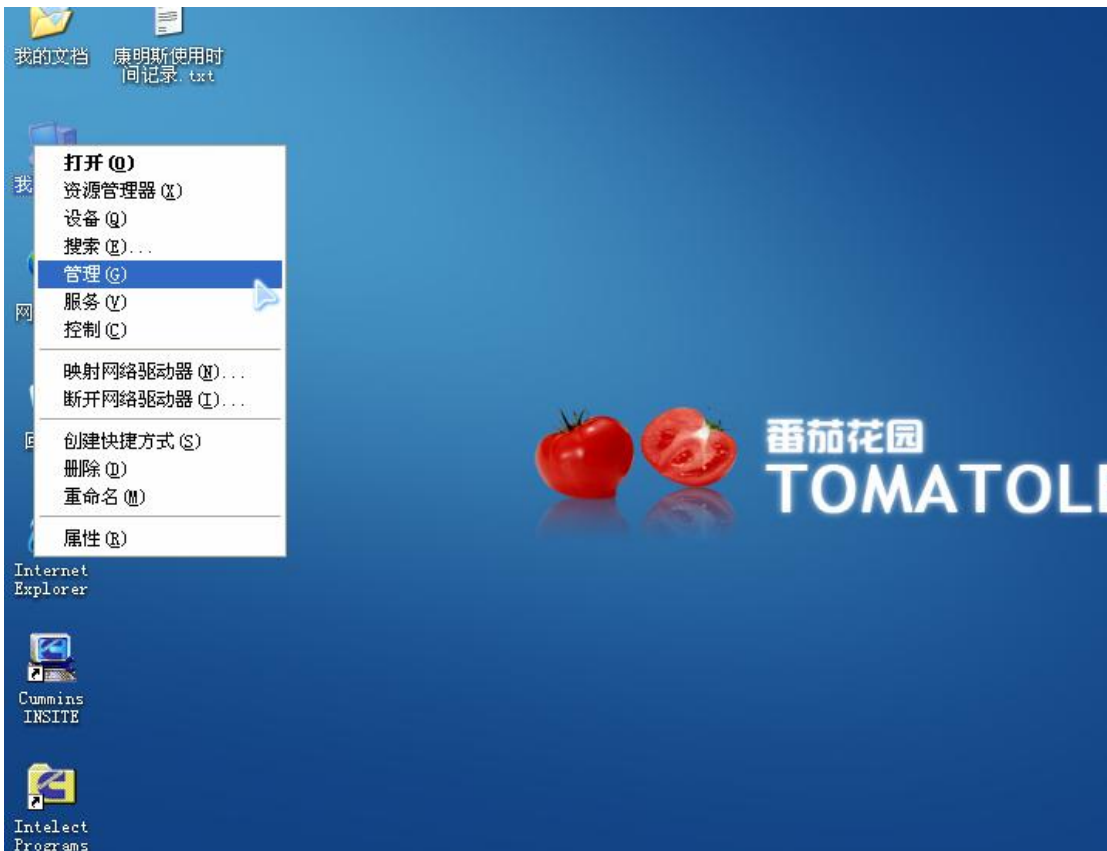 我的文档
康明斯使用时
间记录.txt
打开(O)
我
资源管理器(X)
设备(Q)
搜索(E)...
管理(G)
服务(V)
网
控制(C)
映射网络驱动器(N)...
断开网络驱动器(I)...
创建快捷方式(S)
删除(D)
重命名(M)
属性(R)
番茄花园
TOMATOL
Internet
Explorer
Cummins
INSITE
Intelect
Programs